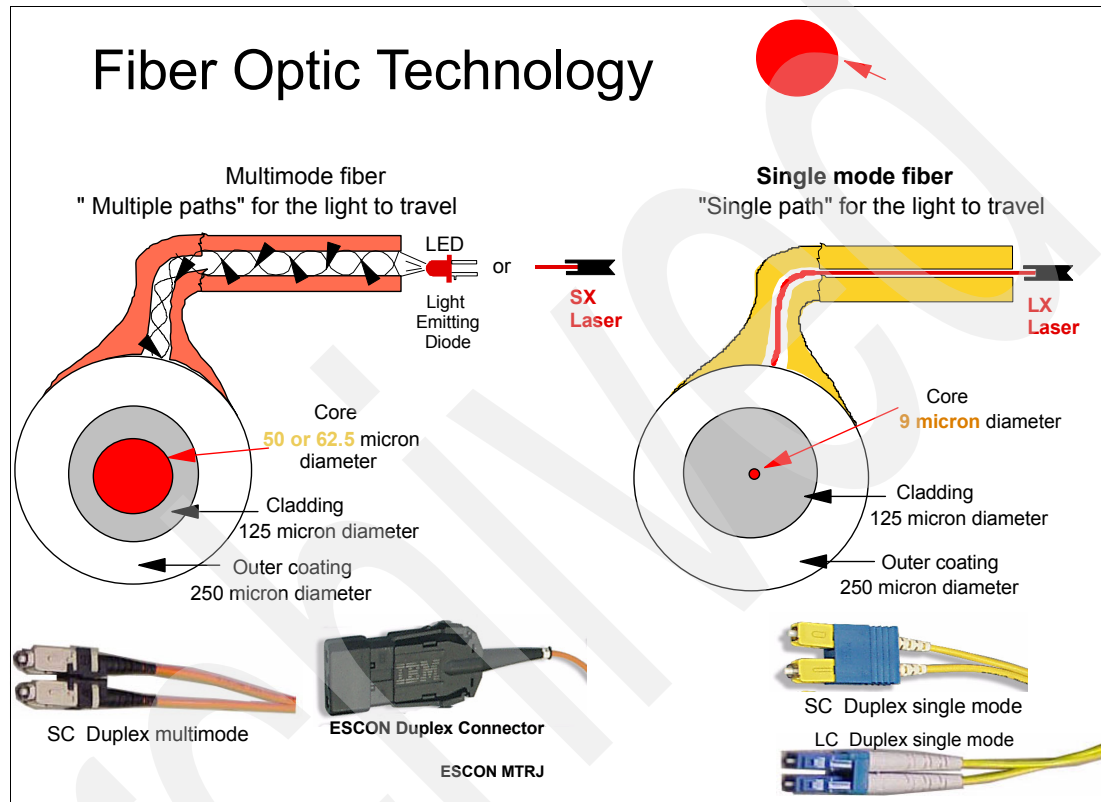 Fiber Optic Technology
Multimode fiber
" Multiple paths" for the light to travel
LED
or
Light
Emitting
Diode
SX
Laser
Core
50 or 62.5 micron
diameter
Cladding
125 micron diameter
Outer coating
250 micron diameter
SC Duplex multimode
IBM
ESCON Duplex Connector
ESCON MTRJ
Single mode fiber
"Single path" for the light to travel
LX
Laser
Core
9 micron diameter
Cladding
125 micron diameter
Outer coating
250 micron diameter
SC Duplex single mode
LC Duplex single mode